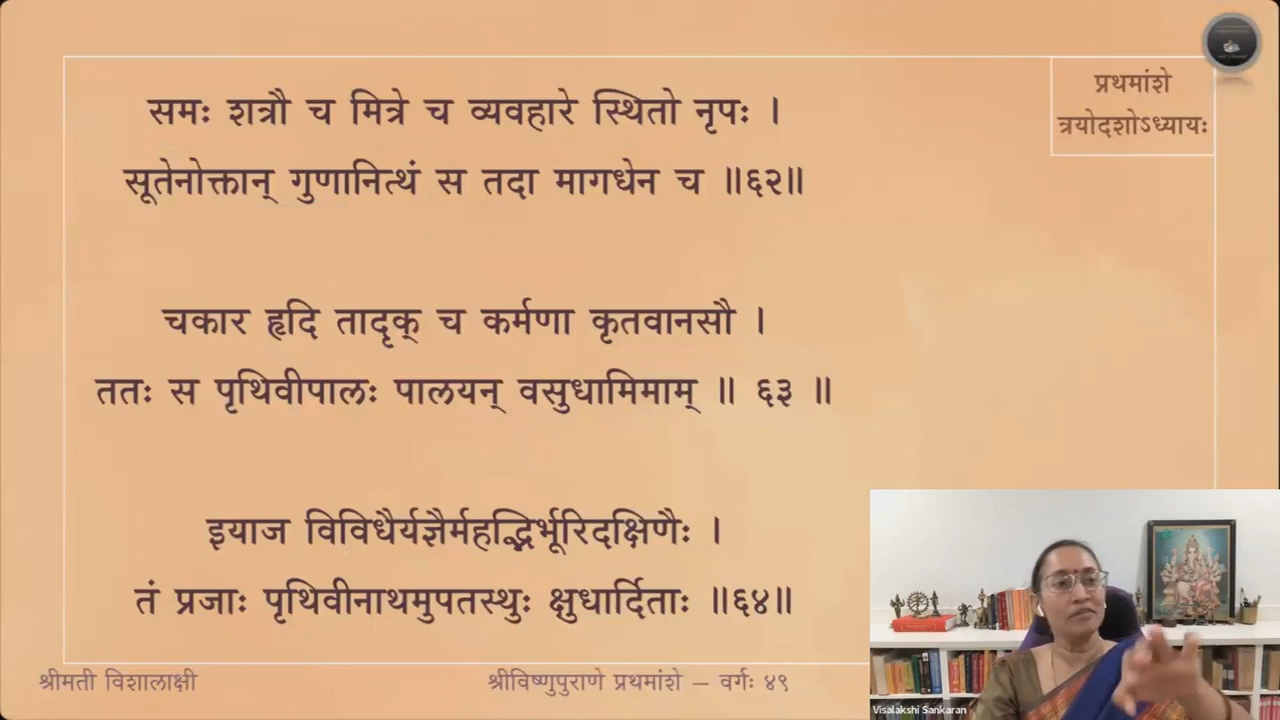 प्रथमांशे
त्रयोदशोऽध्यायः
समः शत्रौ च मित्रे च व्यवहारे स्थितो नृपः ।
सूतेनोक्तान् गुणानित्थं स तदा मागधेन च ॥६२॥
चकार हृदि तादृक् च कर्मणा कृतवानसौ ।
ततः स पृथिवीपालः पालयन् वसुधामिमाम् ॥ ६३ ॥
इयाज विविधैर्यज्ञैर्महद्भिर्भूरिदक्षिणैः ।
तं प्रजाः पृथिवीनाथमुपतस्थुः क्षुधार्दिताः ॥६४॥
श्रीमती विशालाक्षी
श्रीविष्णुपुराणे प्रथमांशे – वर्गः ४९
Visalakshi Sankaran